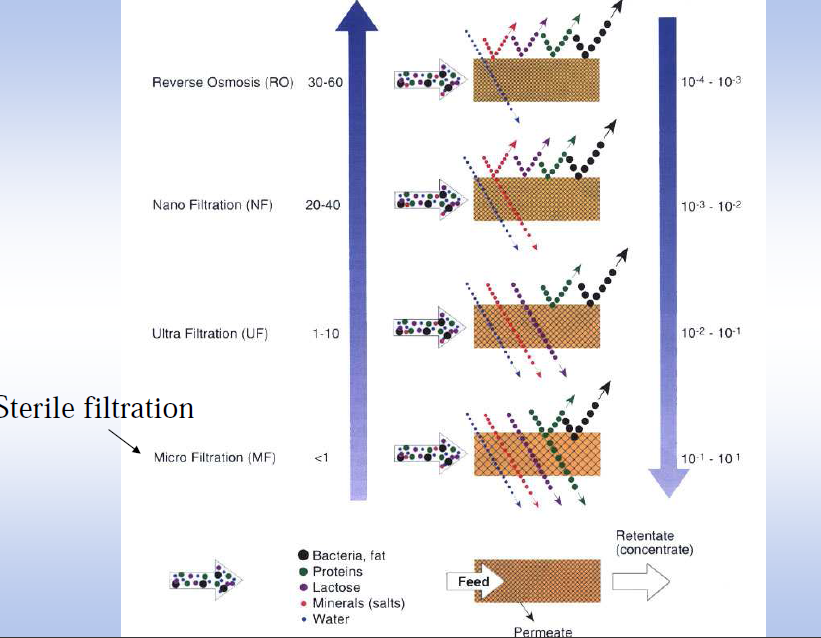 Reverse Osmosis (RO) 30-60 10-4 - 10-3
Nano Filtration (NF) 20-40 10-3 - 10-2
Ultra Filtration (UF) 1-10 10-2 - 10-1
Sterile filtration
Micro Filtration (MF) <1 10-1 - 101
Bacteria, fat
Proteins
Lactose
Minerals (salts)
Water
Feed
Retentate
(concentrate)
Permeate